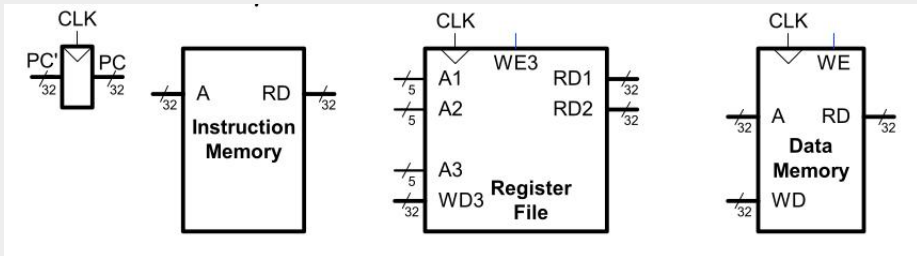 CLK
PC' PC
32 32
A RD
32 32
Instruction
Memory
CLK
WE3
A1 RD1
5 32
A2 RD2
5 32
A3
5
WD3
32
Register
File
CLK
WE
A RD
32 32
Data
Memory
WD
32